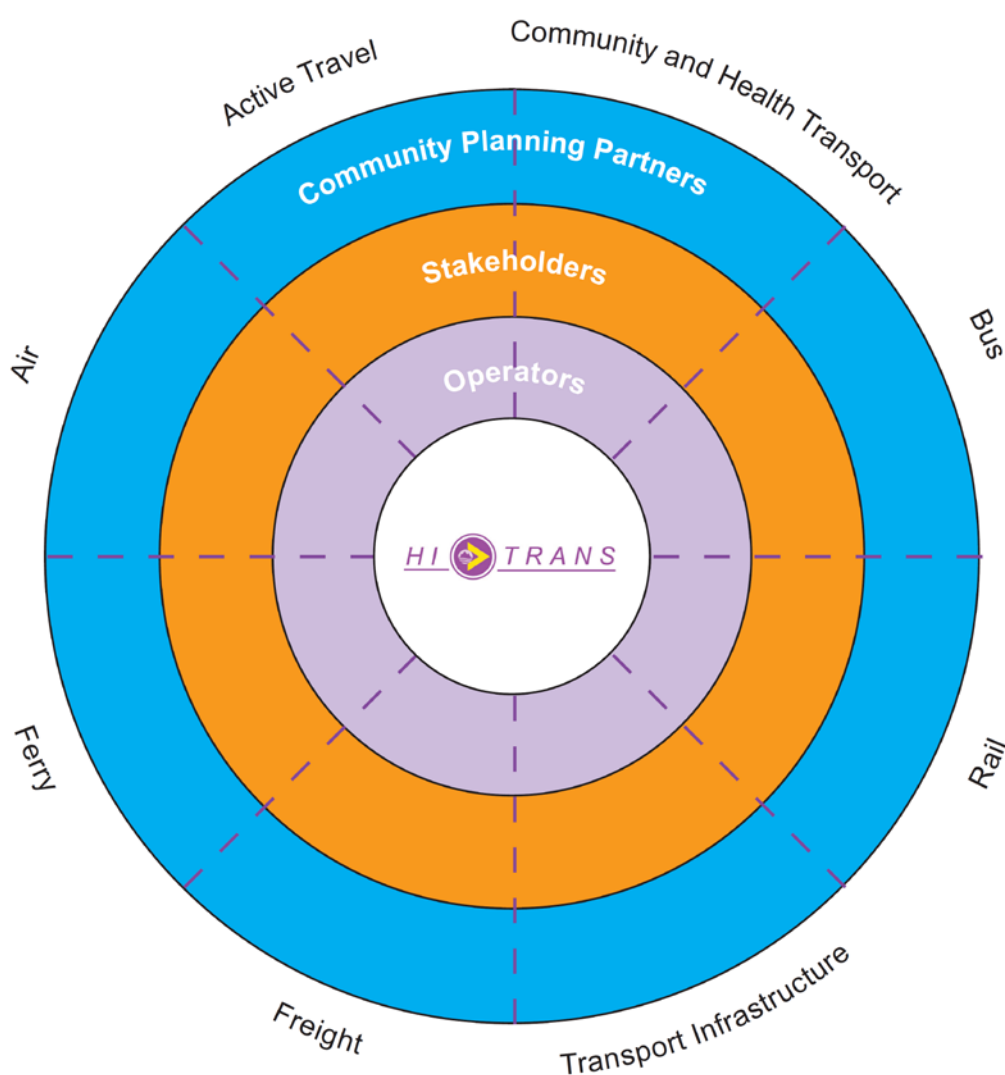 Community and Health Transport
Active Travel
Community Planning Partners
Stakeholders
Bus
Air
Operators
HI TRANS
Ferry
Rail
Freight
Transport Infrastructure